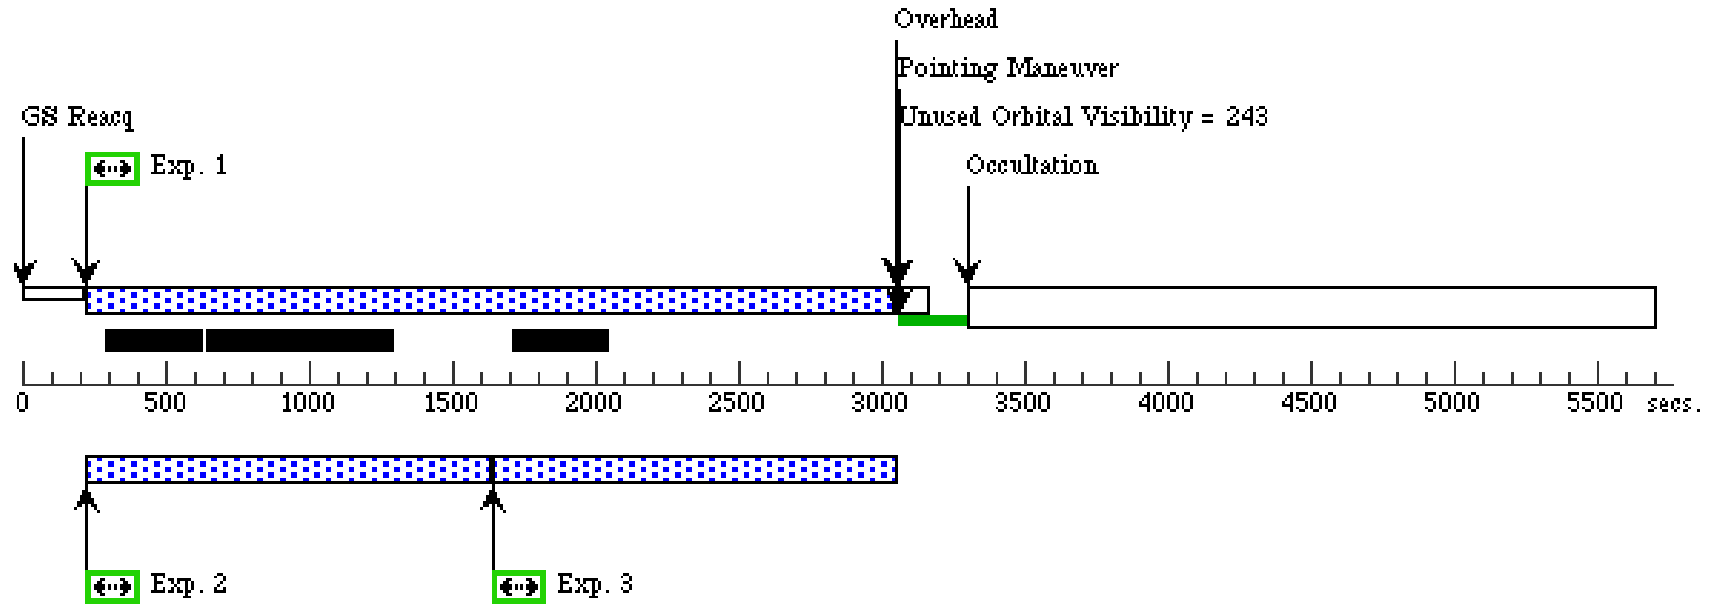 Overhead
Pointing Maneuver
GS Reacq
Unused Orbital Visibility = 243
Exp. 1
Occultation
0 500 1000 1500 2000 2500 3000 3500 4000 4500 5000 5500 secs.
Exp. 2
Exp. 3